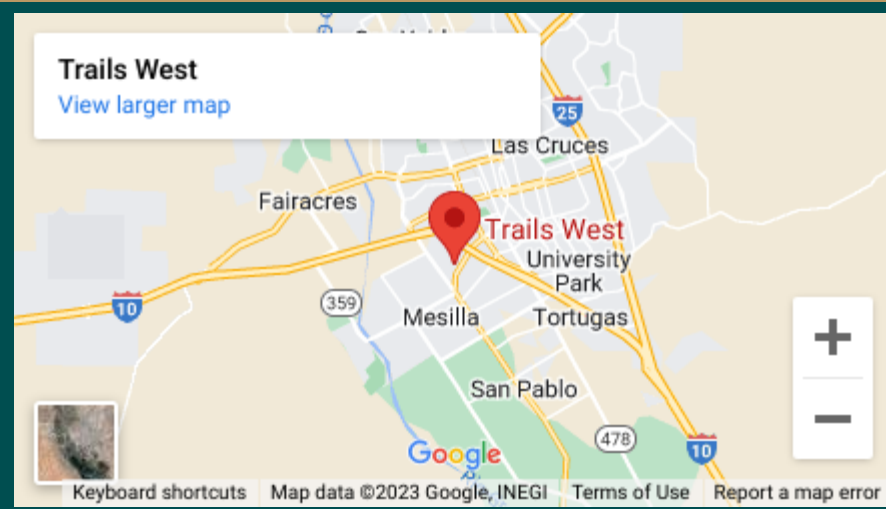 Trails West
View larger map
25
Las Cruces
Fairacres
Trails West
University
Park
10
359
Mesilla
Tortugas
San Pablo
478
10
Google
Keyboard shortcuts
Map data ©2023 Google, INEGI
Terms of Use
Report a map error